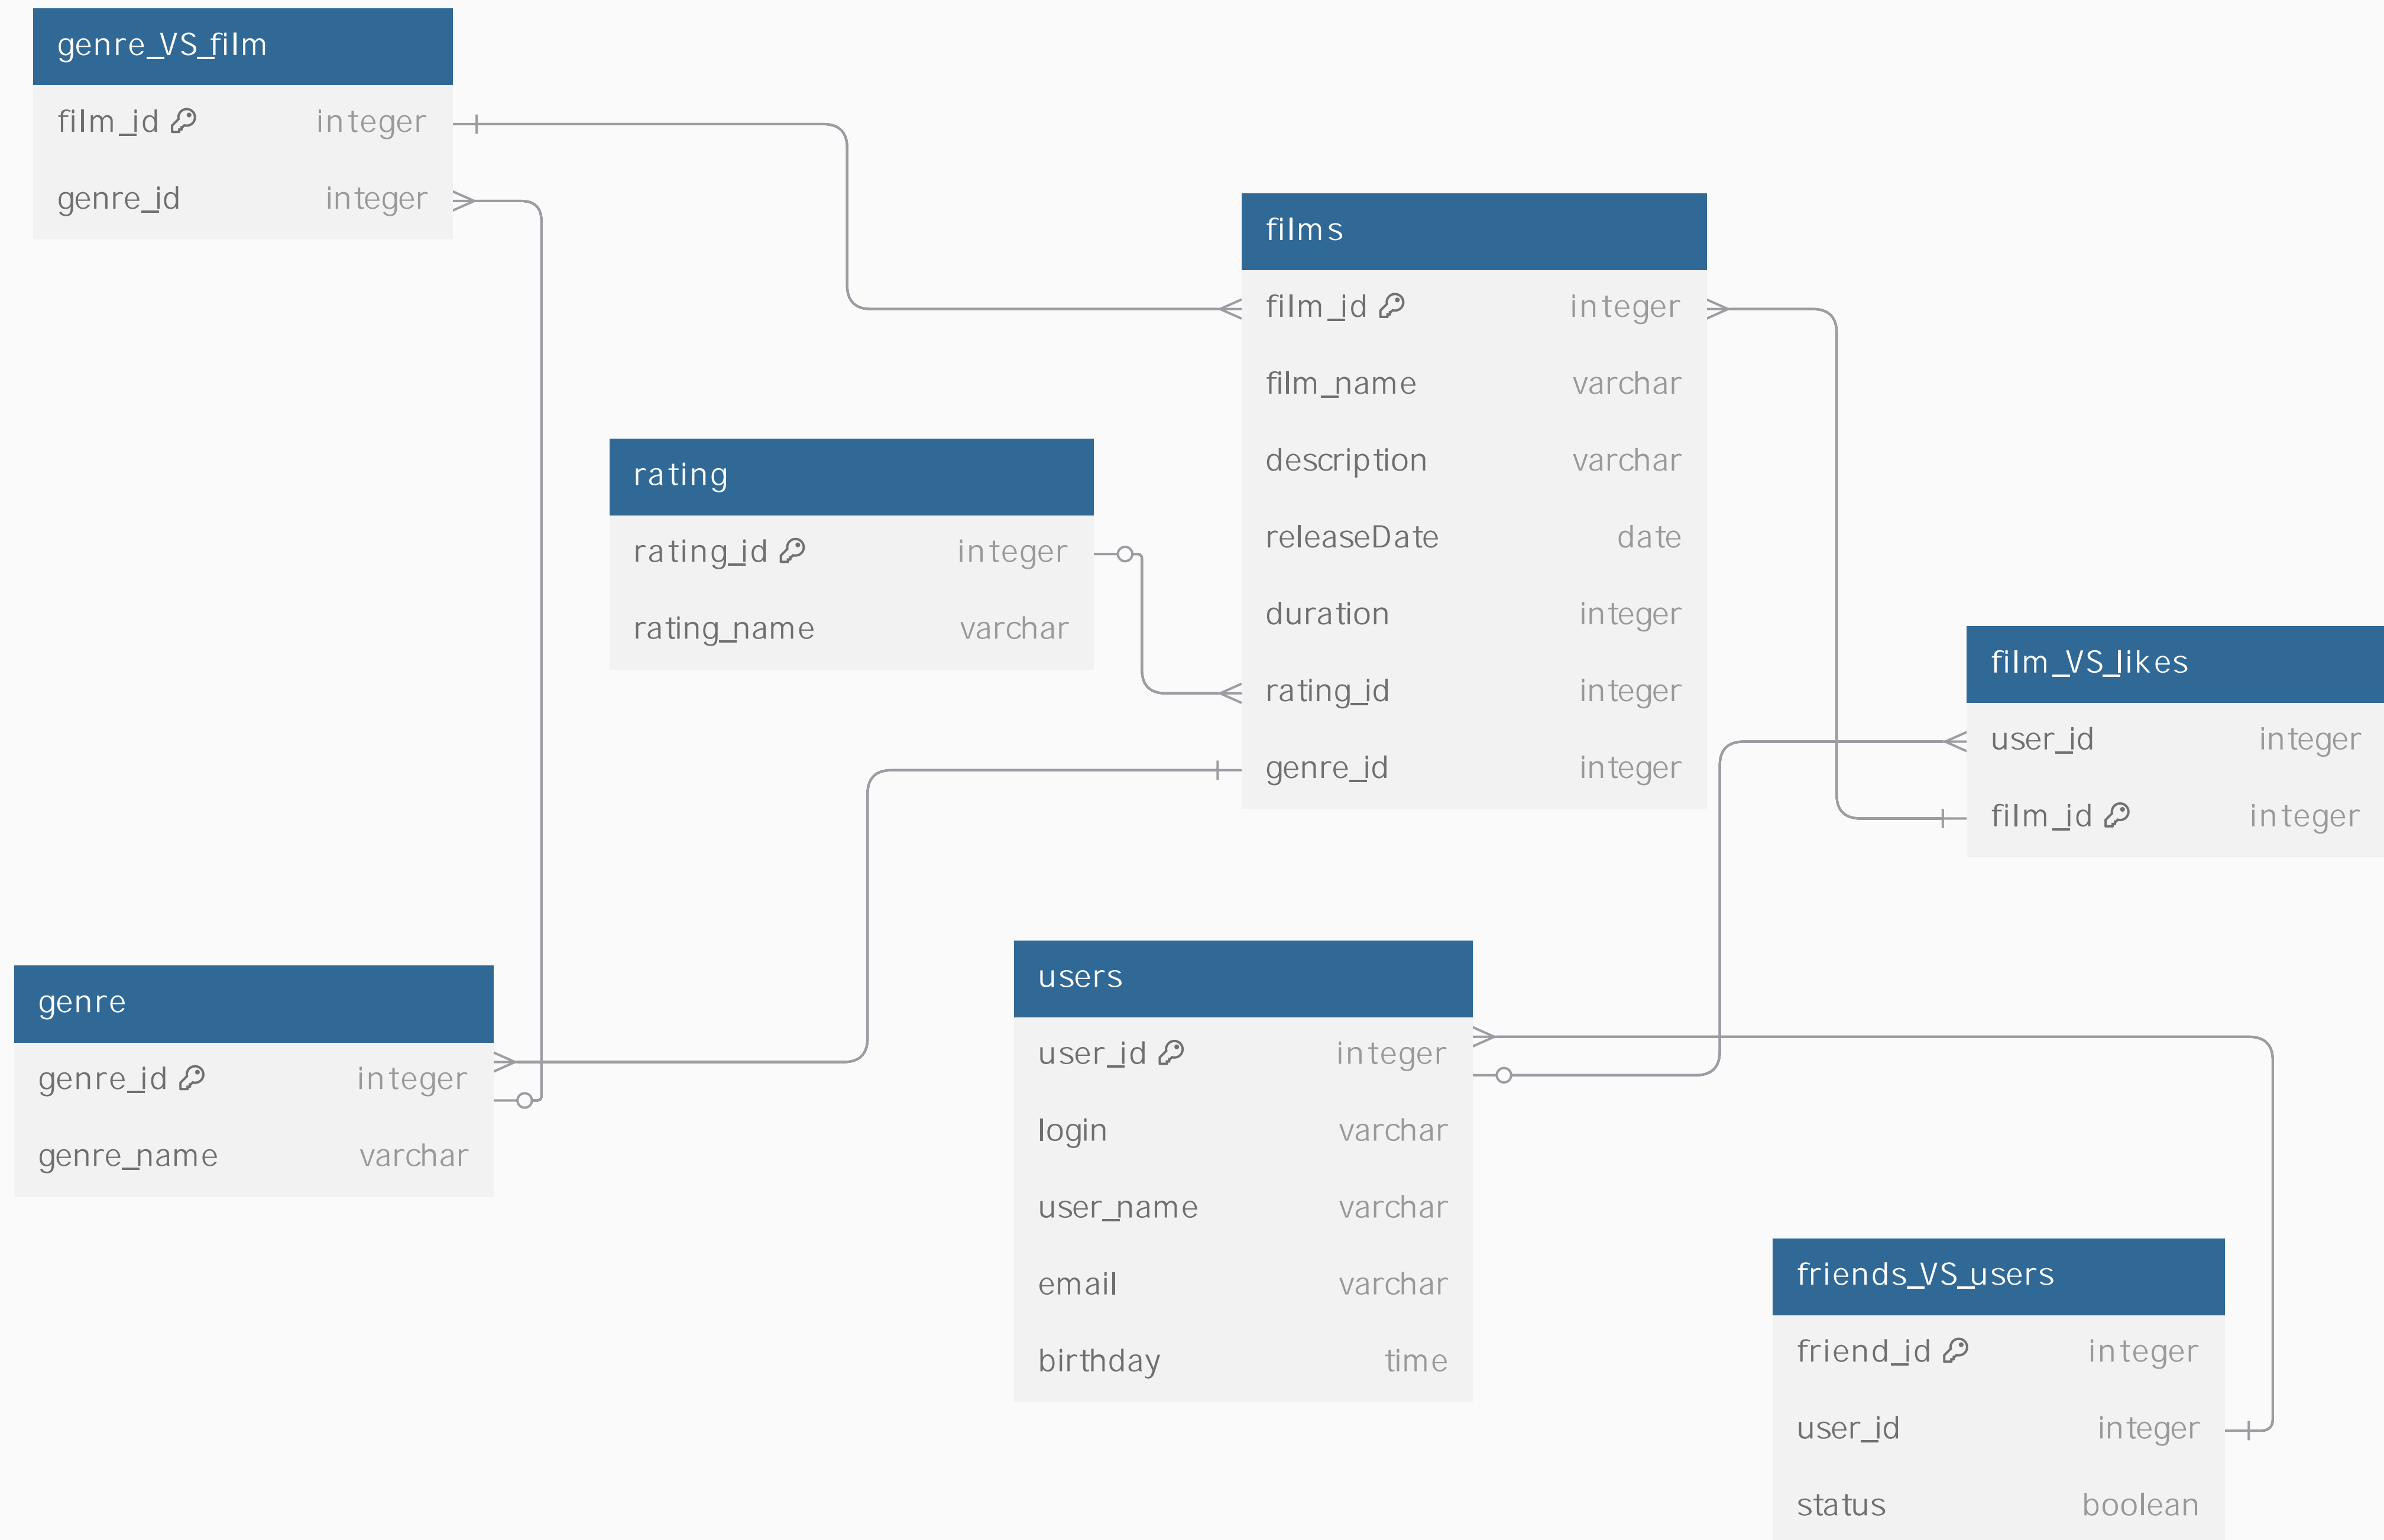 genre_VS_film
film_id integer
genre_id integer
films
film_id integer
film_name varchar
description varchar
releaseDate date
duration integer
rating_id integer
genre_id integer
rating
rating_id integer
rating_name varchar
film_VS_likes
user_id integer
film_id integer
genre
genre_id integer
genre_name varchar
users
user_id integer
login varchar
user_name varchar
email varchar
birthday time
friends_VS_users
friend_id integer
user_id integer
status boolean